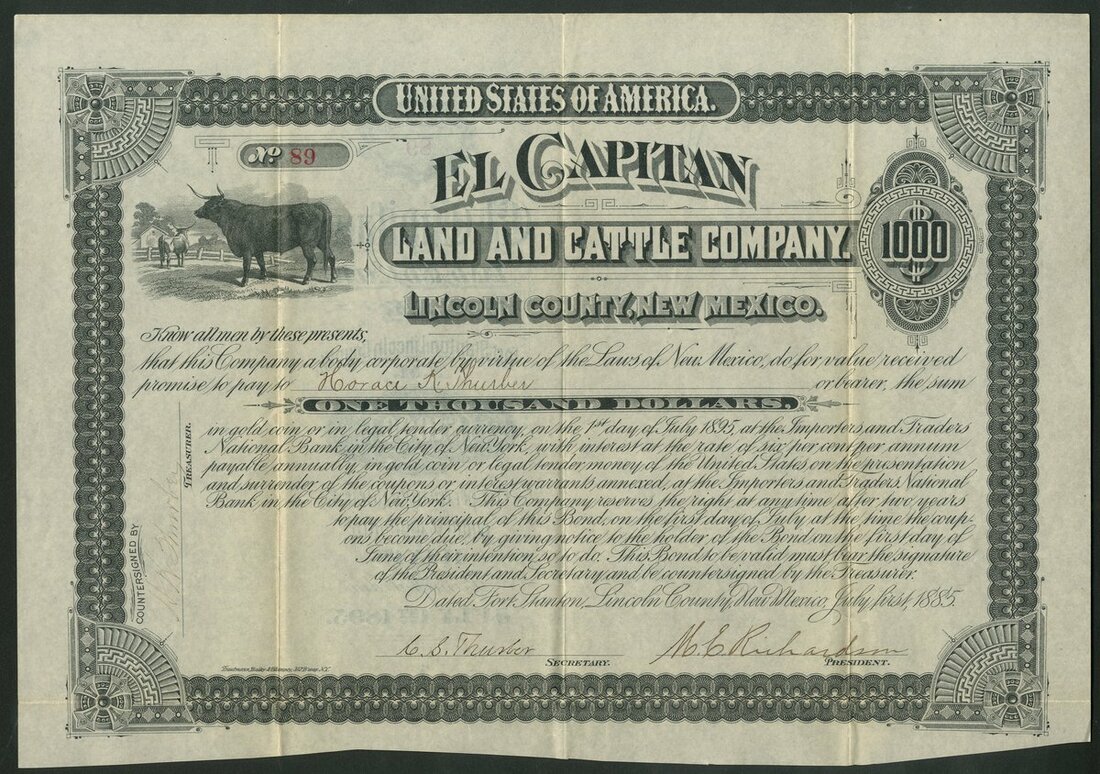 UNITED STATES OF AMERICA.
No. 89
EL CAPITAN
LAND AND CATTLE COMPANY.
$1000
LINCOLN COUNTY, NEW MEXICO.
Know all men by these presents,
that this Company a body corporate by virtue of the Laws of New Mexico, do for value received
promise to pay to Horace K. Thurber or bearer, the sum
ONE THOUSAND DOLLARS.
in gold coin or in legal tender currency, on the 1st day of July 1895, at the Importers and Traders
National Bank in the City of New York, with interest at the rate of six per cent per annum
payable annually, in gold coin or legal tender money of the United States on the presentation
and surrender of the coupons or interest warrants annexed, at the Importers and Traders National
Bank in the City of New York. This Company reserves the right at any time after two years
to pay the principal of this Bond, on the first day of July at the time the coup-
ons become due, by giving notice to the holder of the Bond on the first day of
June of their intention so to do. This Bond to be valid must bear the signature
of the President and Secretary and be countersigned by the Treasurer.
Dated Fort Stanton, Lincoln County, New Mexico, July first, 1885.
COUNTERSIGNED BY
Thurber
TREASURER.
C. S. Thurber
SECRETARY.
M. E. Richardson
PRESIDENT.